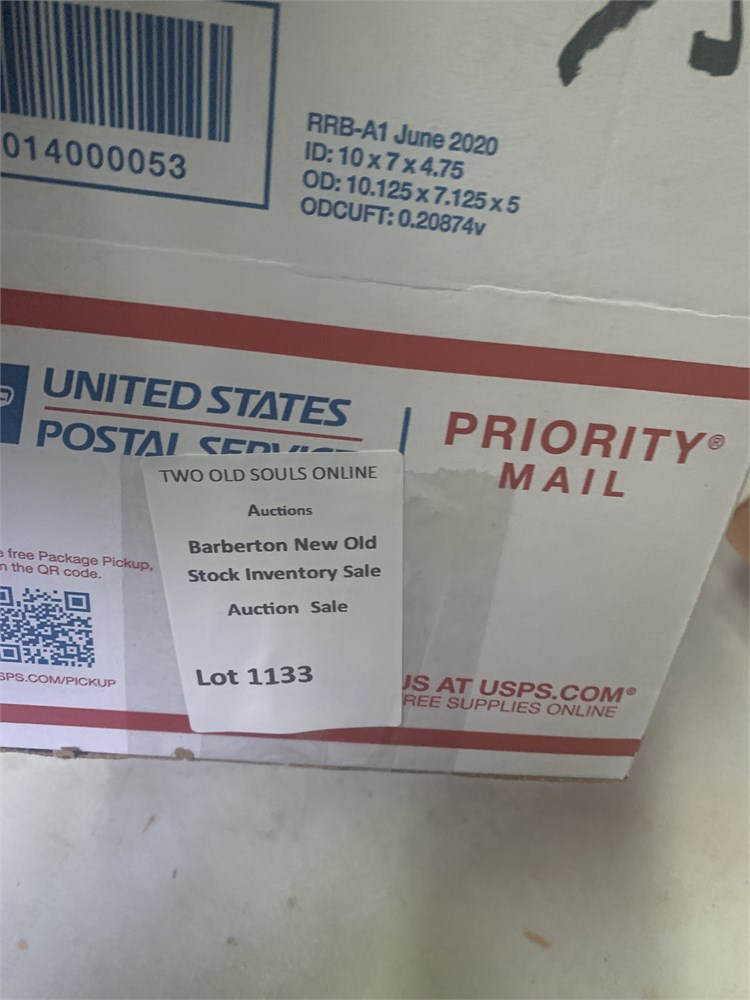 014000053
RRB-A1 June 2020
ID: 10 x 7 x 4.75
OD: 10.125 x 7.125 x 5
ODCUFT: 0.20874v
UNITED STATES
POSTAL SERVICE
PRIORITY®
MAIL
TWO OLD SOULS ONLINE
Auctions
Barberton New Old
Stock Inventory Sale
Auction Sale
Lot 1133
free Package Pickup,
the QR code.
SPS.COM/PICKUP
US AT USPS.COM®
REE SUPPLIES ONLINE